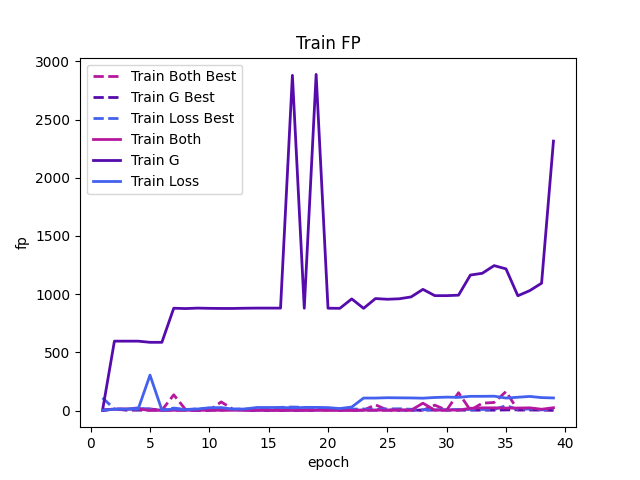 Train FP
3000
2500
2000
1500
1000
500
0
fp
Train Both Best
Train G Best
Train Loss Best
Train Both
Train G
Train Loss
0 5 10 15 20 25 30 35 40
epoch